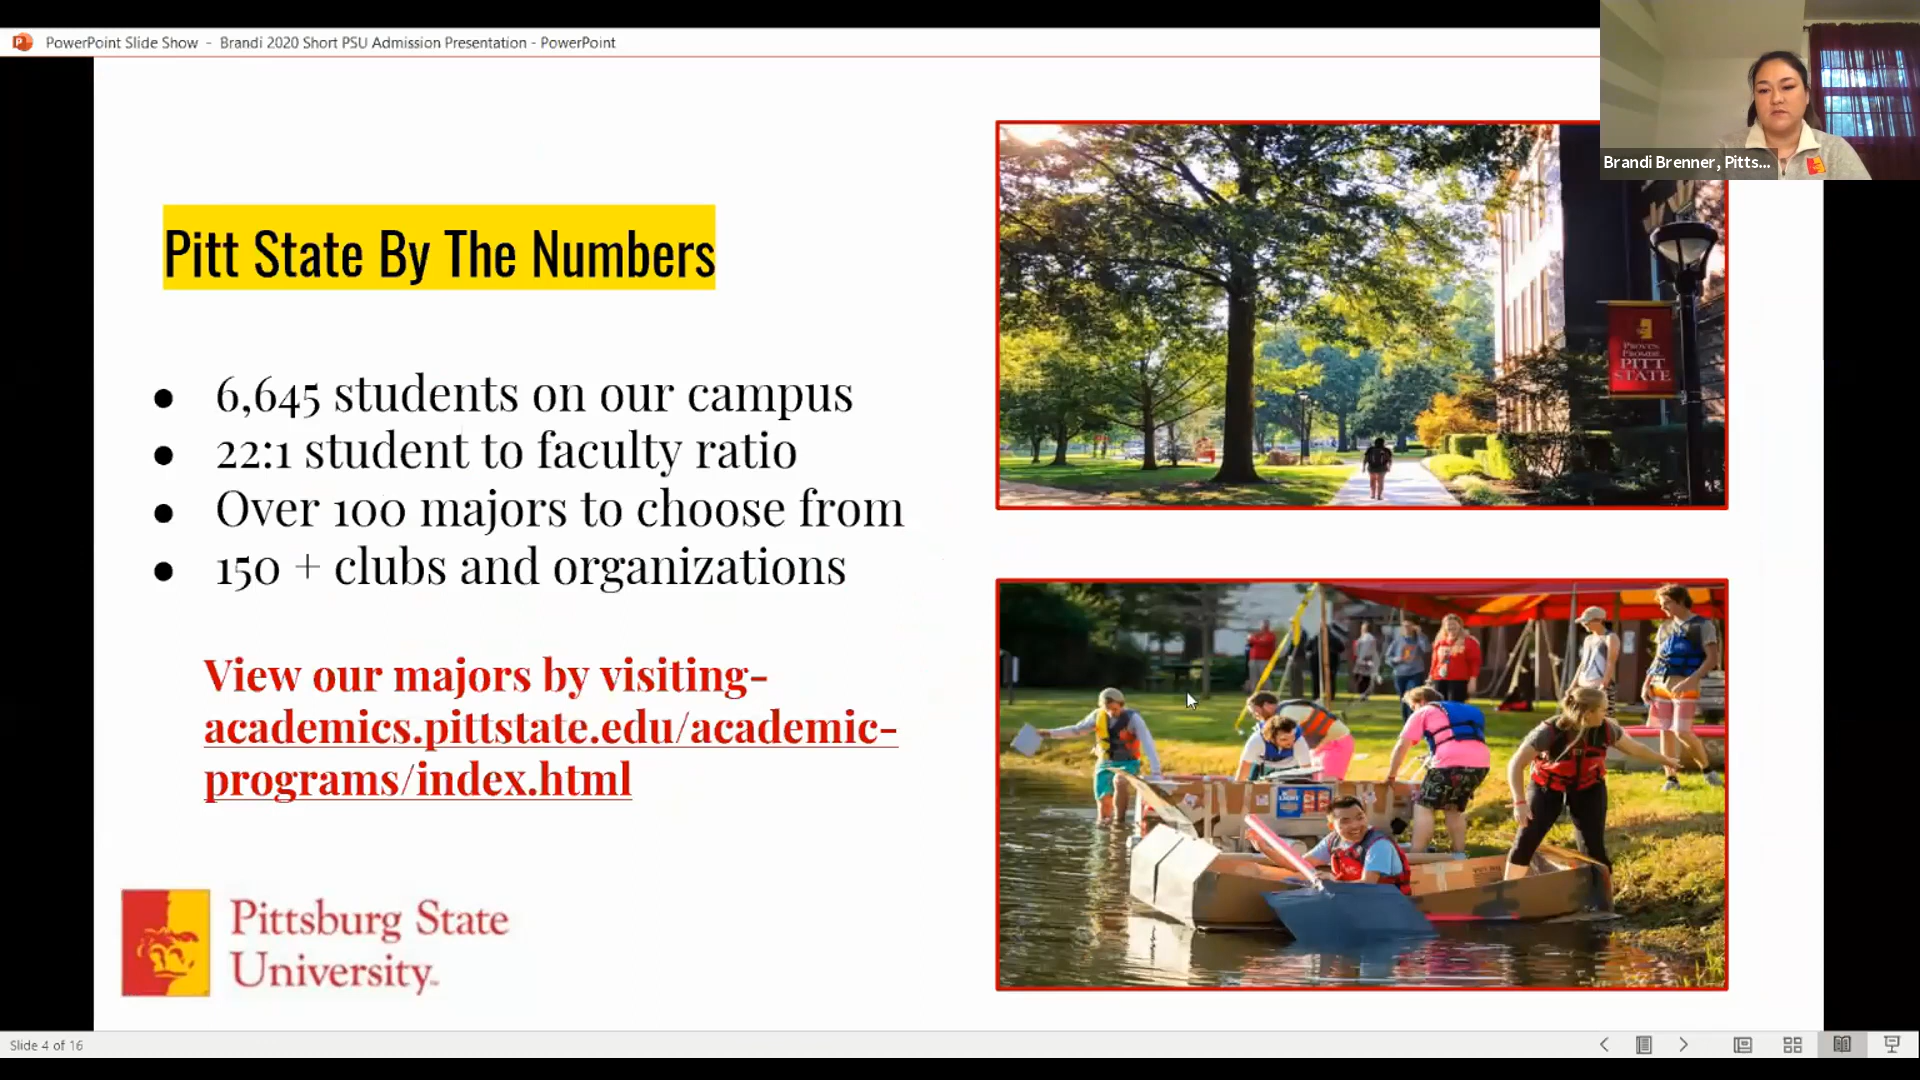 PowerPoint Slide Show - Brandi 2020 Short PSU Admission Presentation - PowerPoint
Brandi Brenner, Pitts...
Pitt State By The Numbers
6,645 students on our campus
22:1 student to faculty ratio
Over 100 majors to choose from
150 + clubs and organizations
View our majors by visiting-
academics.pittstate.edu/academic-
programs/index.html
PITT
STATE
LIGHT
Pittsburg State
University
Slide 4 of 16